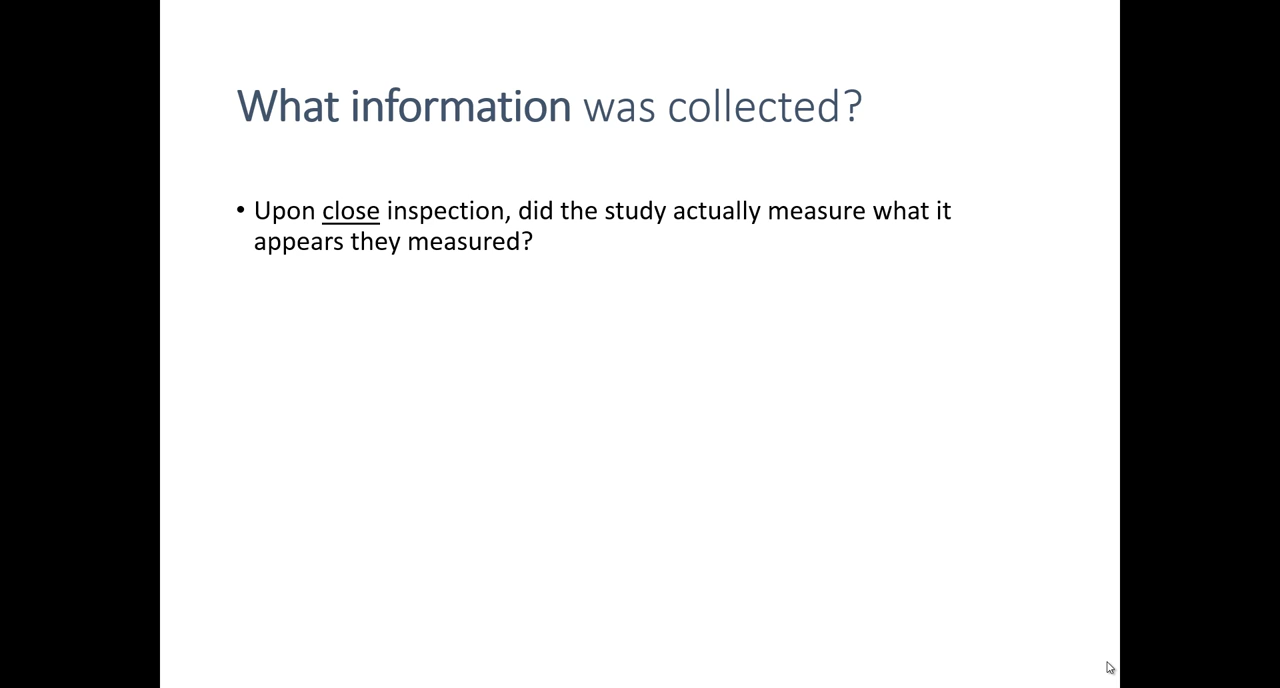 What information was collected?
• Upon close inspection, did the study actually measure what it
appears they measured?